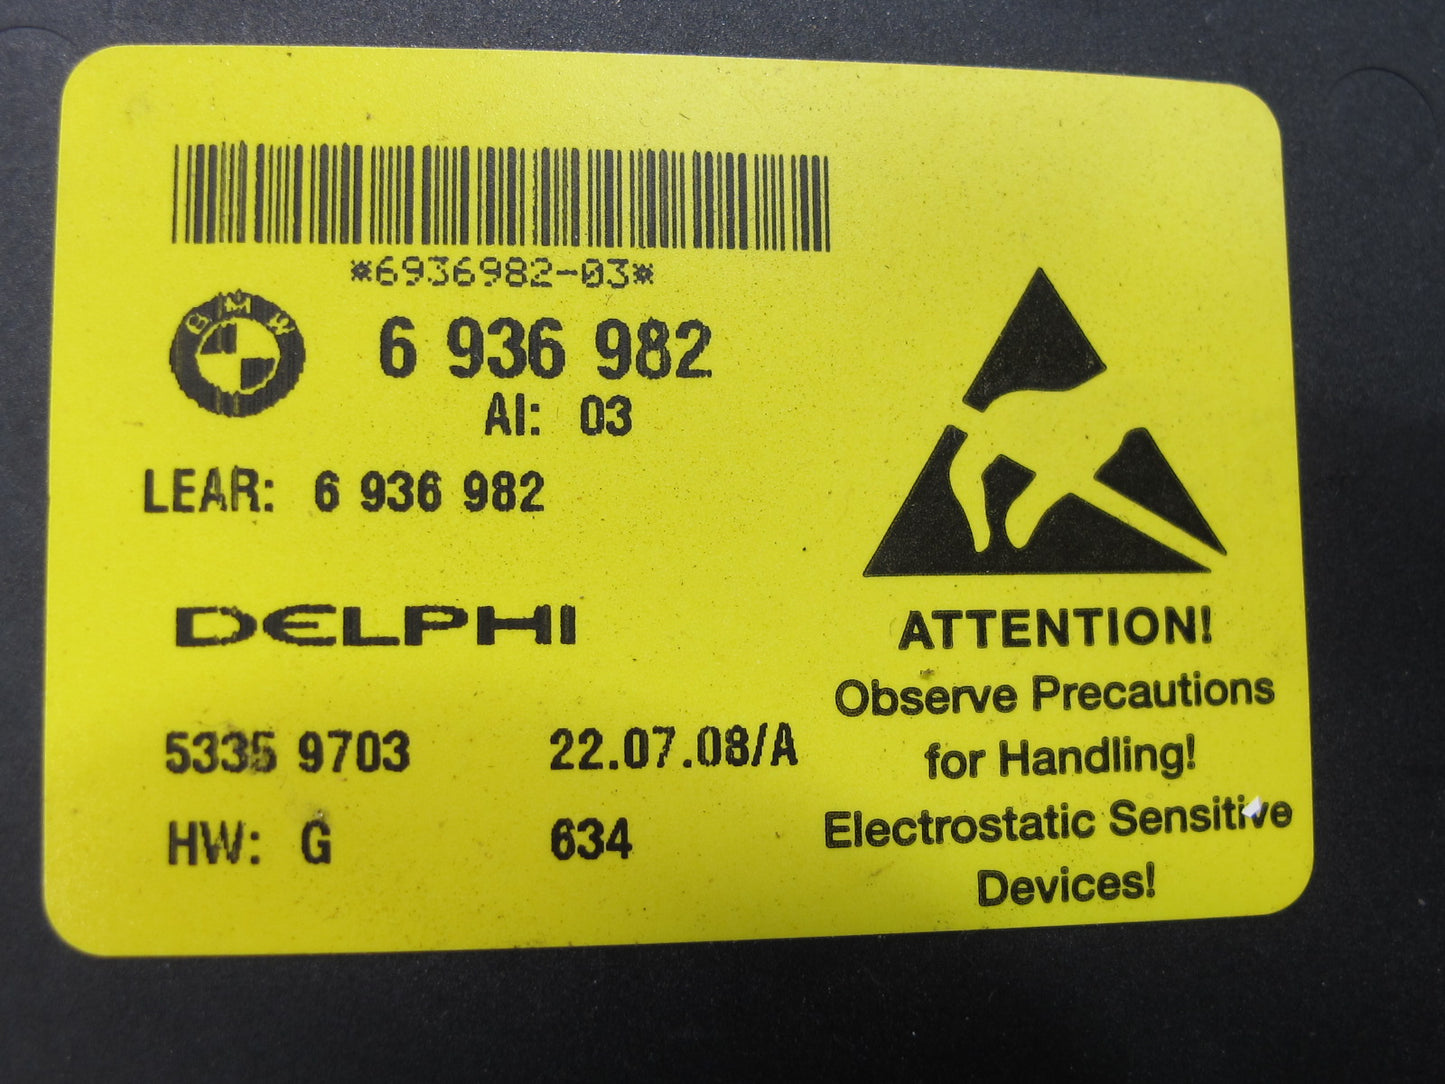 *6936982-03*
BMW
6 936 982
AI: 03
LEAR: 6 936 982
DELPHI
5335 9703 22.07.08/A
HW: G 634
ATTENTION!
Observe Precautions
for Handling!
Electrostatic Sensitive
Devices!